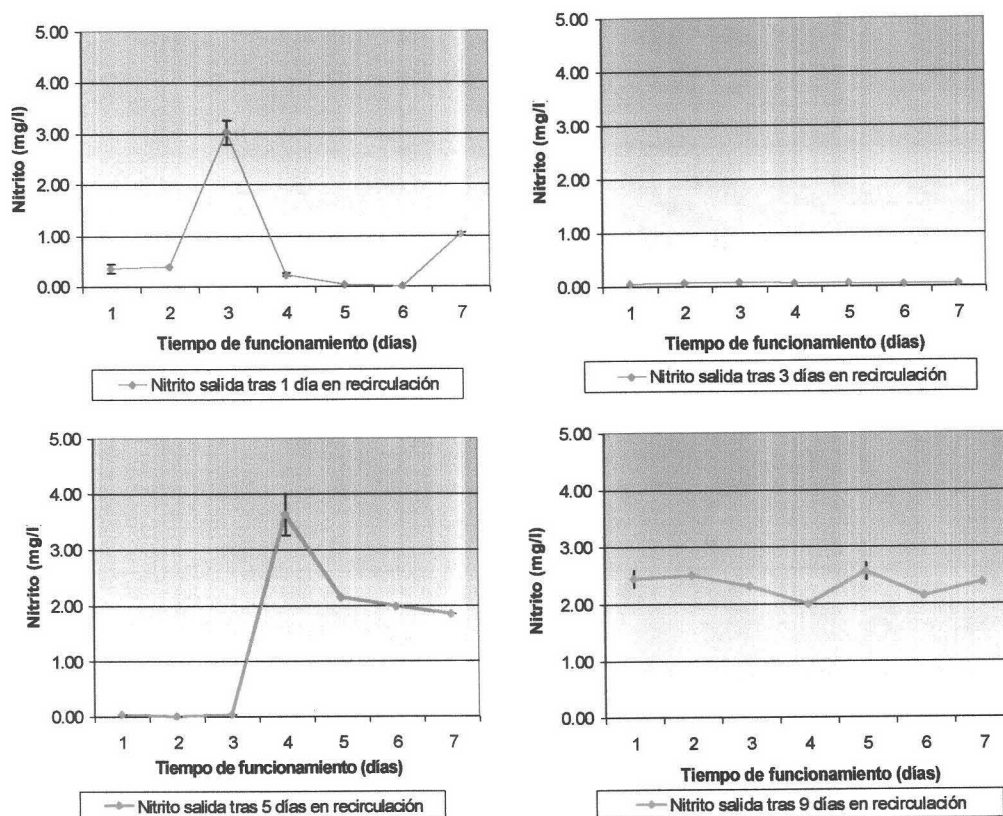 5.00
4.00
3.00
2.00
1.00
0.00
Nitrito (mg/l)
1 2 3 4 5 6 7
Tiempo de funcionamiento (días)
Nitrito salida tras 1 día en recirculación
5.00
4.00
3.00
2.00
1.00
0.00
Nitrito (mg/l)
1 2 3 4 5 6 7
Tiempo de funcionamiento (días)
Nitrito salida tras 3 días en recirculación
5.00
4.00
3.00
2.00
1.00
0.00
Nitrito (mg/l)
1 2 3 4 5 6 7
Tiempo de funcionamiento (días)
Nitrito salida tras 5 días en recirculación
5.00
4.00
3.00
2.00
1.00
0.00
Nitrito (mg/l)
1 2 3 4 5 6 7
Tiempo de funcionamiento (días)
Nitrito salida tras 9 días en recirculación